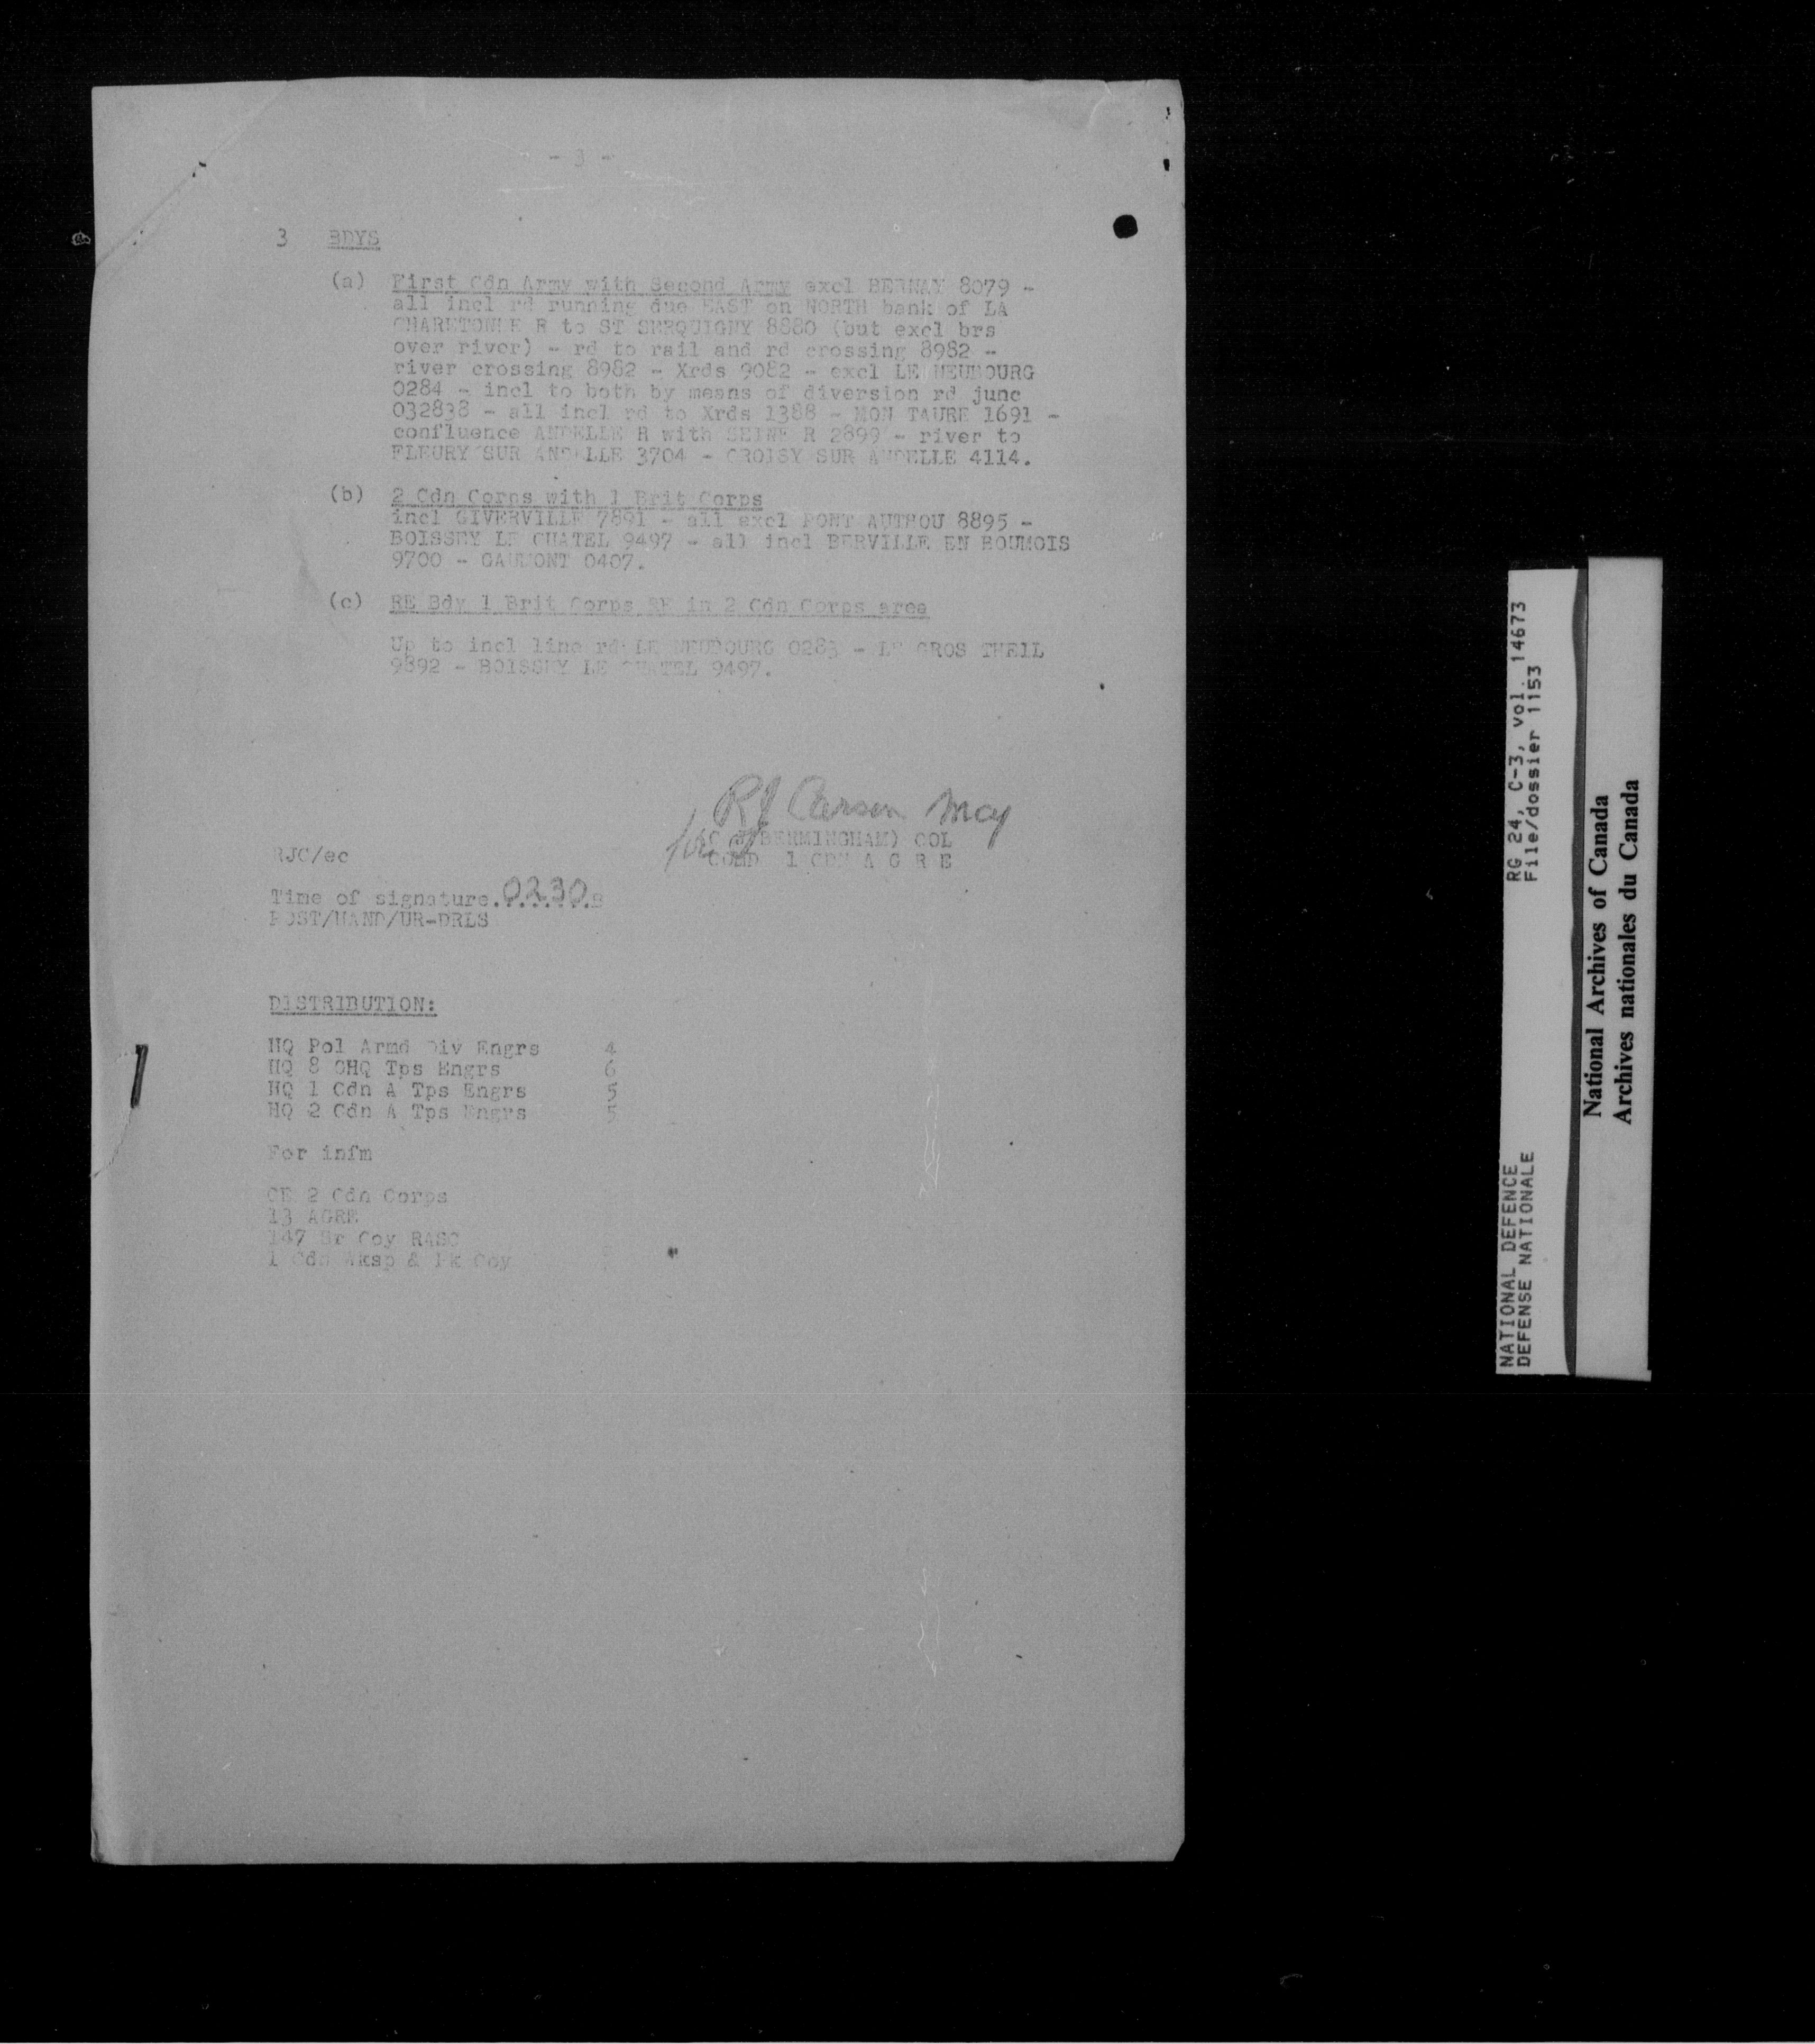 - 3 -
3 BDYS
(a) First Cdn Army with Second Army excl BERNAY 8079 -
all incl rd running due EAST on NORTH bank of LA
CHARETONNE R to ST SERQUIGNY 8880 (but excl brs
over river) - rd to rail and rd crossing 8982 -
river crossing 8982 - Xrds 9082 - excl LE NEUBOURG
0284 - incl to both by means of diversion rd junc
032838 - all incl rd to Xrds 1388 - MON TAURE 1691 -
confluence ANDELLE R with SEINE R 2899 - river to
FLEURY SUR ANDELLE 3704 - CROISY SUR ANDELLE 4114.
(b) 2 Cdn Corps with 1 Brit Corps
incl GIVERVILLE 7891 - all excl PONT AUTHOU 8895 -
BOISSEY LE CHATEL 9497 - all incl BERVILLE EN ROUMOIS
9700 - CAUMONT 0407.
(c) RE Bdy 1 Brit Corps RE in 2 Cdn Corps area
Up to incl line rd LE NEUBOURG 0283 - LE GROS THEIL
9892 - BOISSEY LE CHATEL 9497.
RJ Carson Maj
for (BERMINGHAM) COL
RJC/ec COMD 1 CDN A G R E
Time of signature.0230.B
POST/HAND/UR-DRLS
DISTRIBUTION:
HQ Pol Armd Div Engrs 4
HQ 8 GHQ Tps Engrs 6
HQ 1 Cdn A Tps Engrs 5
HQ 2 Cdn A Tps Engrs 5
For infm
CE 2 Cdn Corps
13 AGRE
147 Br Coy RASC
1 Cdn Wksp & Pk Coy
NATIONAL DEFENCE RG 24, C-3, vol. 14673
DEFENSE NATIONALE File/dossier 1153
National Archives of Canada
Archives nationales du Canada